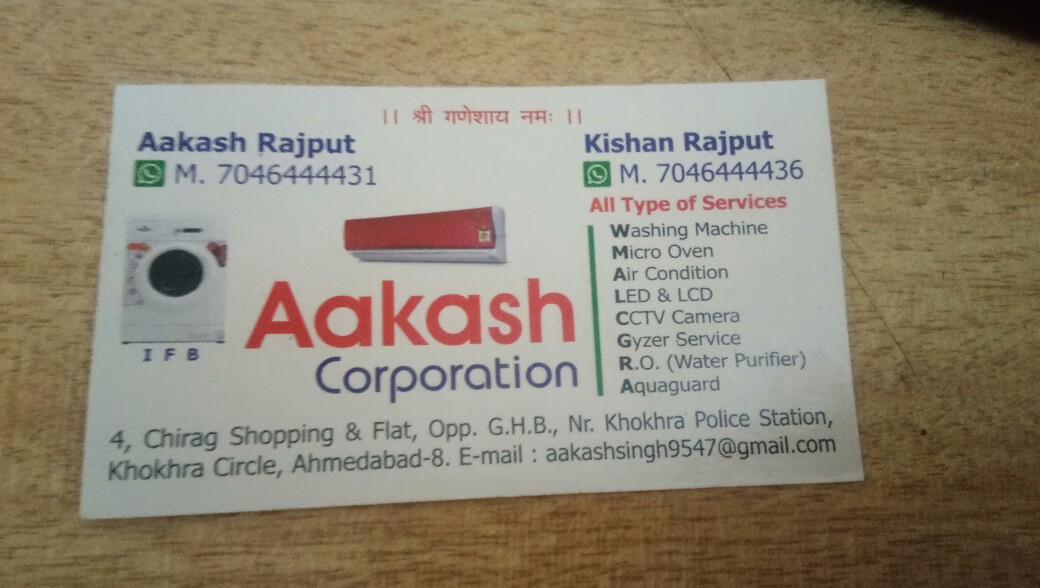 ।। श्री गणेशाय नमः ।।
Aakash Rajput
M. 7046444431
Kishan Rajput
M. 7046444436
All Type of Services
Washing Machine
Micro Oven
Air Condition
LED & LCD
CCTV Camera
Gyzer Service
R.O. (Water Purifier)
Aquaguard
I F B
Aakash
Corporation
4, Chirag Shopping & Flat, Opp. G.H.B., Nr. Khokhra Police Station,
Khokhra Circle, Ahmedabad-8. E-mail : aakashsingh9547@gmail.com